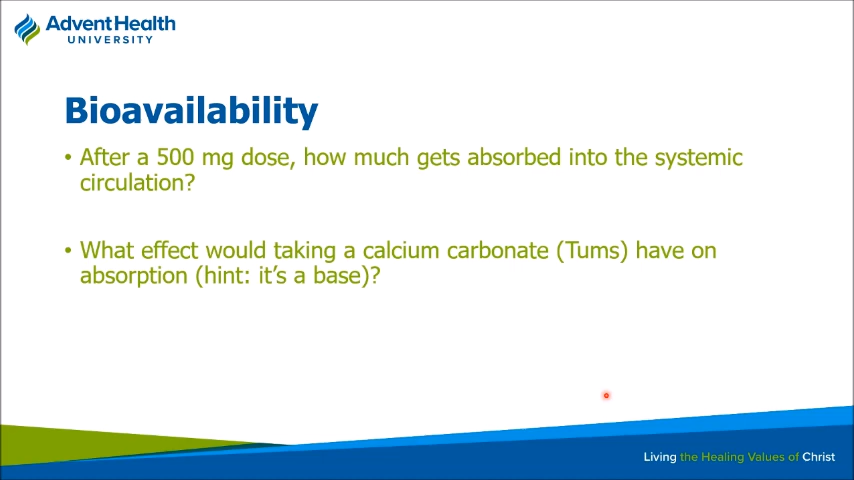 AdventHealth
UNIVERSITY
Bioavailability
• After a 500 mg dose, how much gets absorbed into the systemic
circulation?
• What effect would taking a calcium carbonate (Tums) have on
absorption (hint: it’s a base)?
Living the Healing Values of Christ